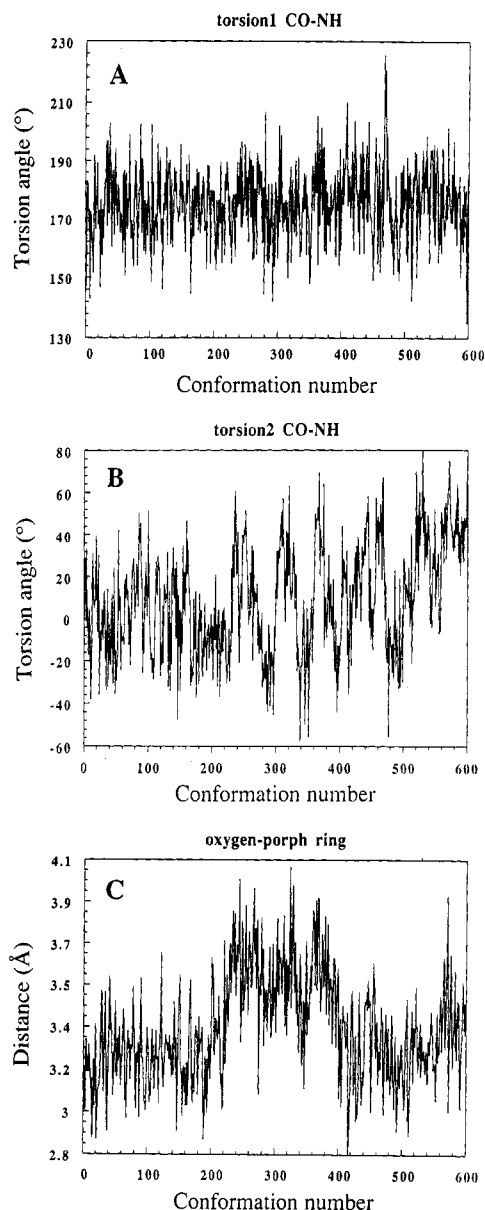 torsion1 CO-NH
230
210
190
170
150
130
A
Torsion angle (°)
0 100 200 300 400 500 600
Conformation number
torsion2 CO-NH
80
60
40
20
0
-20
-40
-60
B
Torsion angle (°)
0 100 200 300 400 500 600
Conformation number
oxygen-porph ring
4.1
3.7
3.5
3.4
3.2
3
2.8
C
Distance (Å)
0 100 200 300 400 500 600
Conformation number